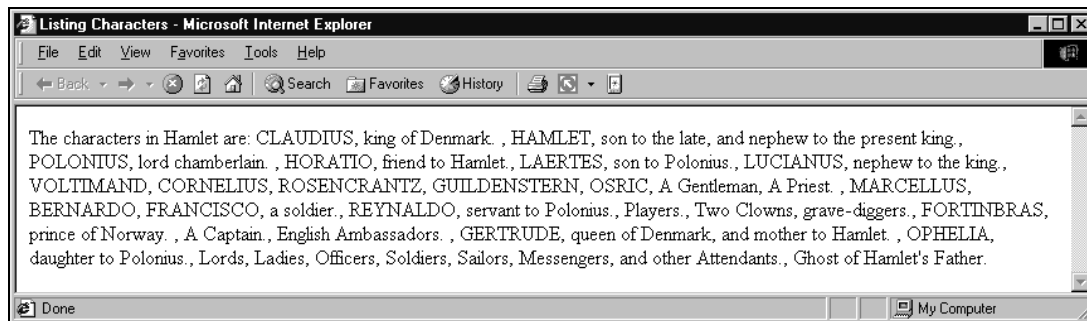 Listing Characters - Microsoft Internet Explorer
File Edit View Favorites Tools Help
Back Search Favorites History
The characters in Hamlet are: CLAUDIUS, king of Denmark. , HAMLET, son to the late, and nephew to the present king.,
POLONIUS, lord chamberlain. , HORATIO, friend to Hamlet., LAERTES, son to Polonius., LUCIANUS, nephew to the king.,
VOLTIMAND, CORNELIUS, ROSENCRANTZ, GUILDENSTERN, OSRIC, A Gentleman, A Priest. , MARCELLUS,
BERNARDO, FRANCISCO, a soldier., REYNALDO, servant to Polonius., Players., Two Clowns, grave-diggers., FORTINBRAS,
prince of Norway. , A Captain., English Ambassadors. , GERTRUDE, queen of Denmark, and mother to Hamlet. , OPHELIA,
daughter to Polonius., Lords, Ladies, Officers, Soldiers, Sailors, Messengers, and other Attendants., Ghost of Hamlet's Father.
Done My Computer